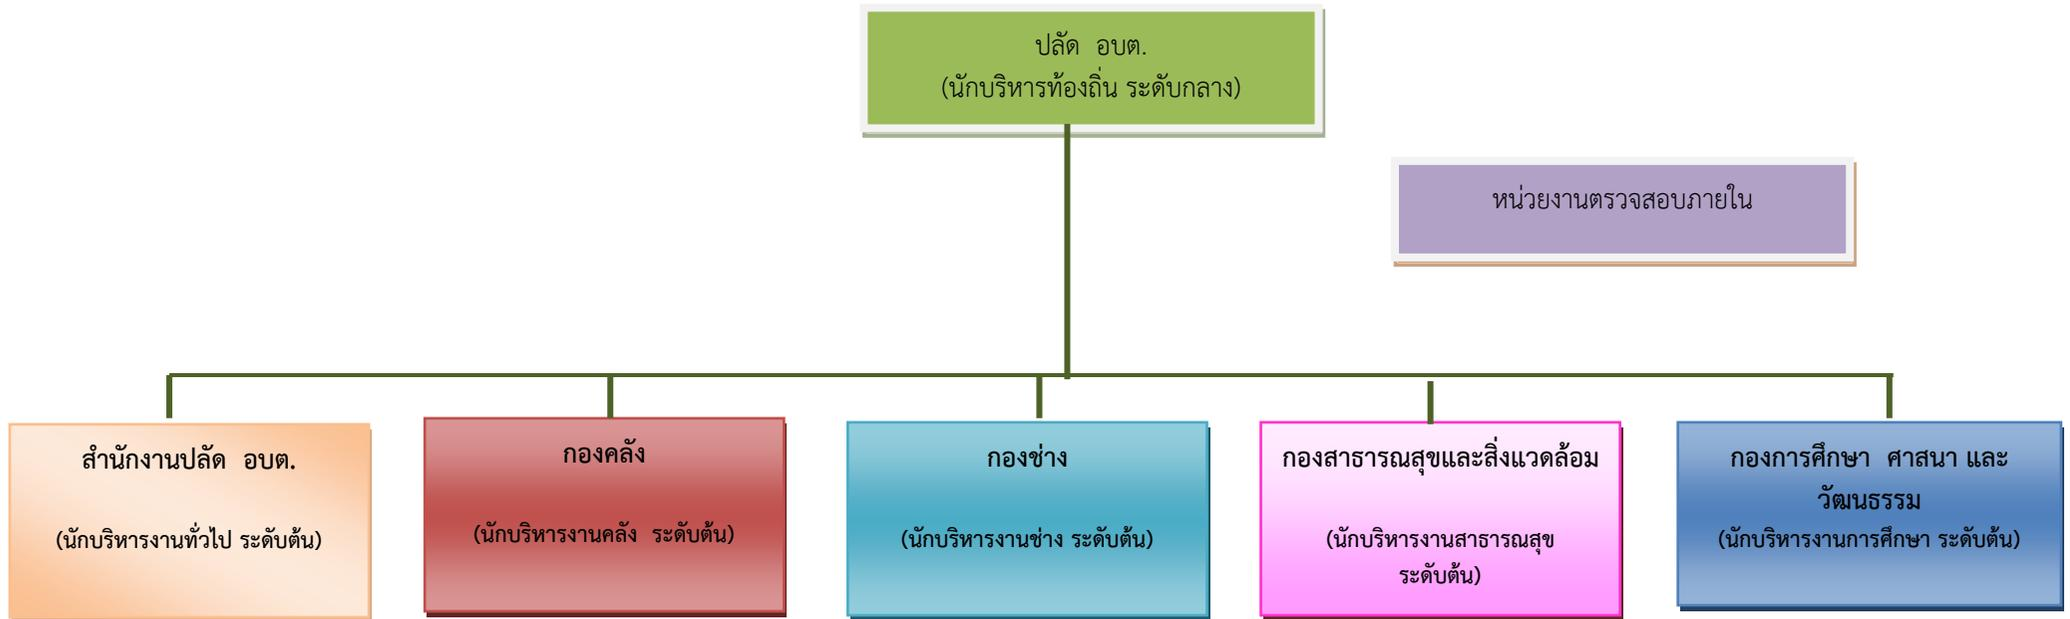 ปลัด  อบต.
(นักบริหารท้องถิ่น ระดับกลาง)
หน่วยงานตรวจสอบภายใน
สำนักงานปลัด  อบต.
(นักบริหารงานทั่วไป ระดับต้น)
กองคลัง
(นักบริหารงานคลัง  ระดับต้น)
กองช่าง
(นักบริหารงานช่าง ระดับต้น)
กองสาธารณสุขและสิ่งแวดล้อม
(นักบริหารงานสาธารณสุข
ระดับต้น)
กองการศึกษา  ศาสนา และ
วัฒนธรรม
(นักบริหารงานการศึกษา ระดับต้น)